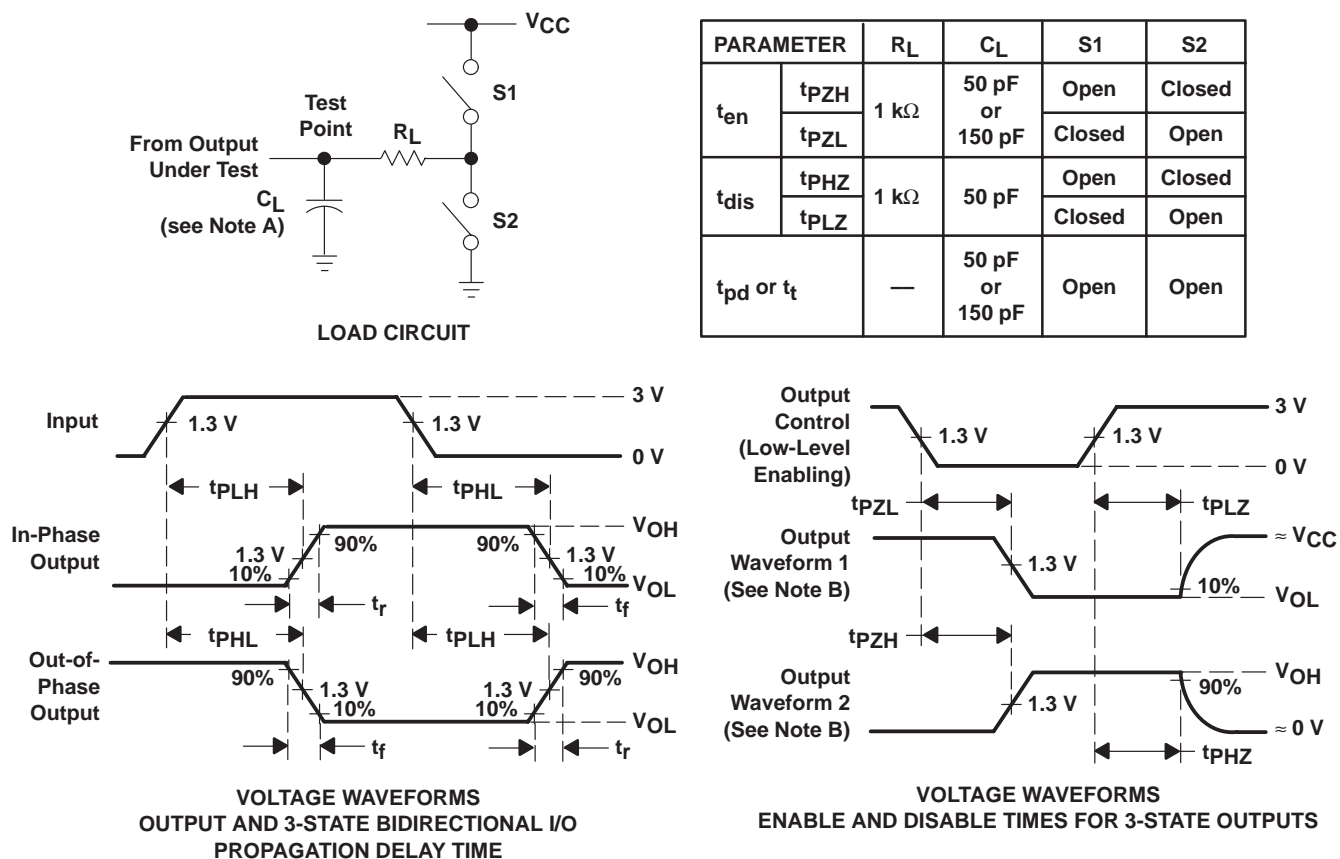 VCC
S1
Test
Point
RL
From Output
Under Test
CL
(see Note A)
S2
LOAD CIRCUIT
PARAMETER RL CL S1 S2
ten tPZH 1 kΩ 50 pF or 150 pF Open Closed
tPZL Closed Open
tdis tPHZ 1 kΩ 50 pF Open Closed
tPLZ Closed Open
tpd or tt — 50 pF or 150 pF Open Open
Input 1.3 V 1.3 V 3 V
0 V
tPLH tPHL
In-Phase
Output
1.3 V
10%
90% 90%
1.3 V
10%
VOH
VOL
tr tf
tPHL tPLH
Out-of-
Phase
Output
90%
1.3 V
10%
1.3 V
10%
90%
VOH
VOL
tf tr
VOLTAGE WAVEFORMS
OUTPUT AND 3-STATE BIDIRECTIONAL I/O
PROPAGATION DELAY TIME
Output
Control
(Low-Level
Enabling)
1.3 V 1.3 V
3 V
0 V
tPZL tPLZ
Output
Waveform 1
(See Note B)
1.3 V
10%
≈ VCC
VOL
tPZH
Output
Waveform 2
(See Note B)
1.3 V
90%
VOH
≈ 0 V
tPHZ
VOLTAGE WAVEFORMS
ENABLE AND DISABLE TIMES FOR 3-STATE OUTPUTS